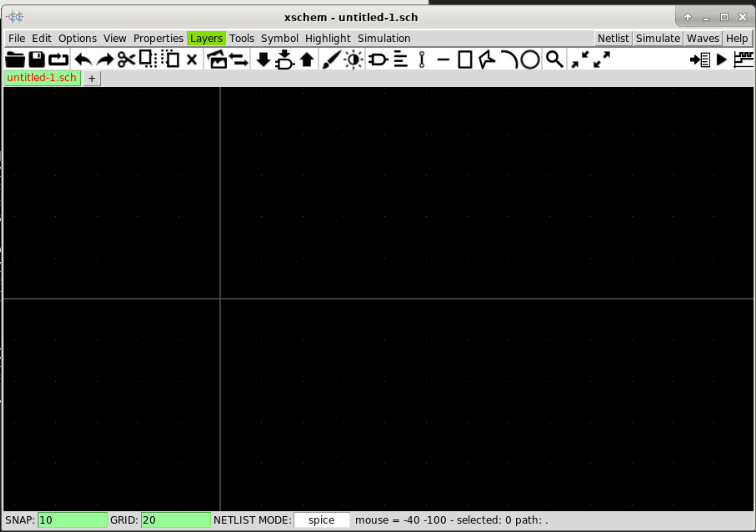 xschem - untitled-1.sch
File Edit Options View Properties Layers Tools Symbol Highlight Simulation Netlist Simulate Waves Help
untitled-1.sch +
SNAP: 10 GRID: 20 NETLIST MODE: spice mouse = -40 -100 - selected: 0 path: .